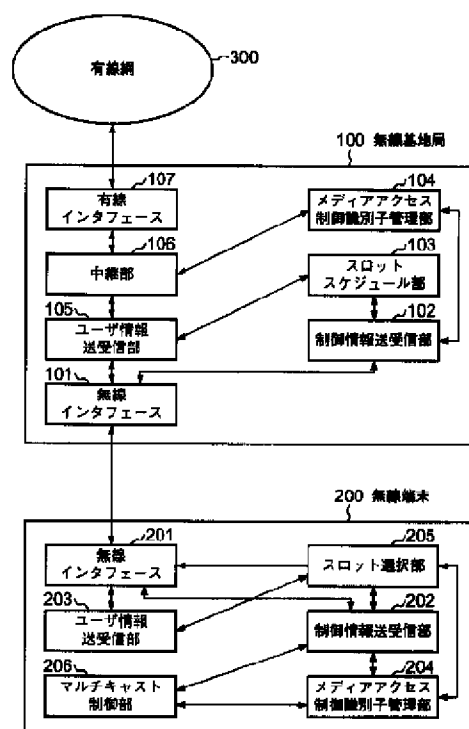 有線網
300
100 無線基地局
107
有線
インタフェース
104
メディアアクセス
制御識別子管理部
106
中継部
103
スロット
スケジュール部
105
ユーザ情報
送受信部
102
制御情報送受信部
101
無線
インタフェース
200 無線端末
201
無線
インタフェース
205
スロット選択部
203
ユーザ情報
送受信部
202
制御情報送受信部
206
マルチキャスト
制御部
204
メディアアクセス
制御識別子管理部